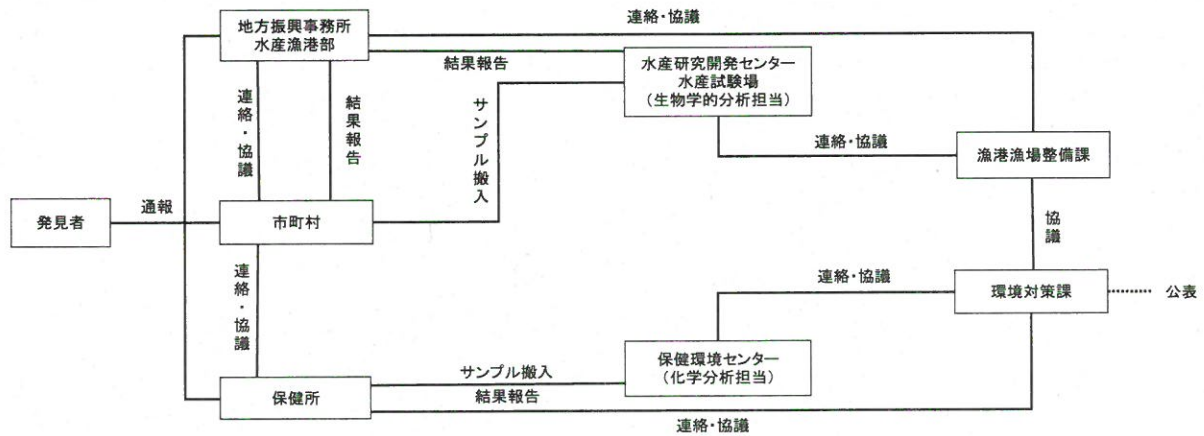 地方振興事務所
水産漁港部
連絡・協議
結果報告
水産研究開発センター
水産試験場
(生物学的分析担当)
連絡・協議
結果報告
サンプル搬入
連絡・協議
漁港漁場整備課
発見者
通報
市町村
協議
連絡・協議
連絡・協議
環境対策課
公表
保健環境センター
(化学分析担当)
保健所
サンプル搬入
結果報告
連絡・協議